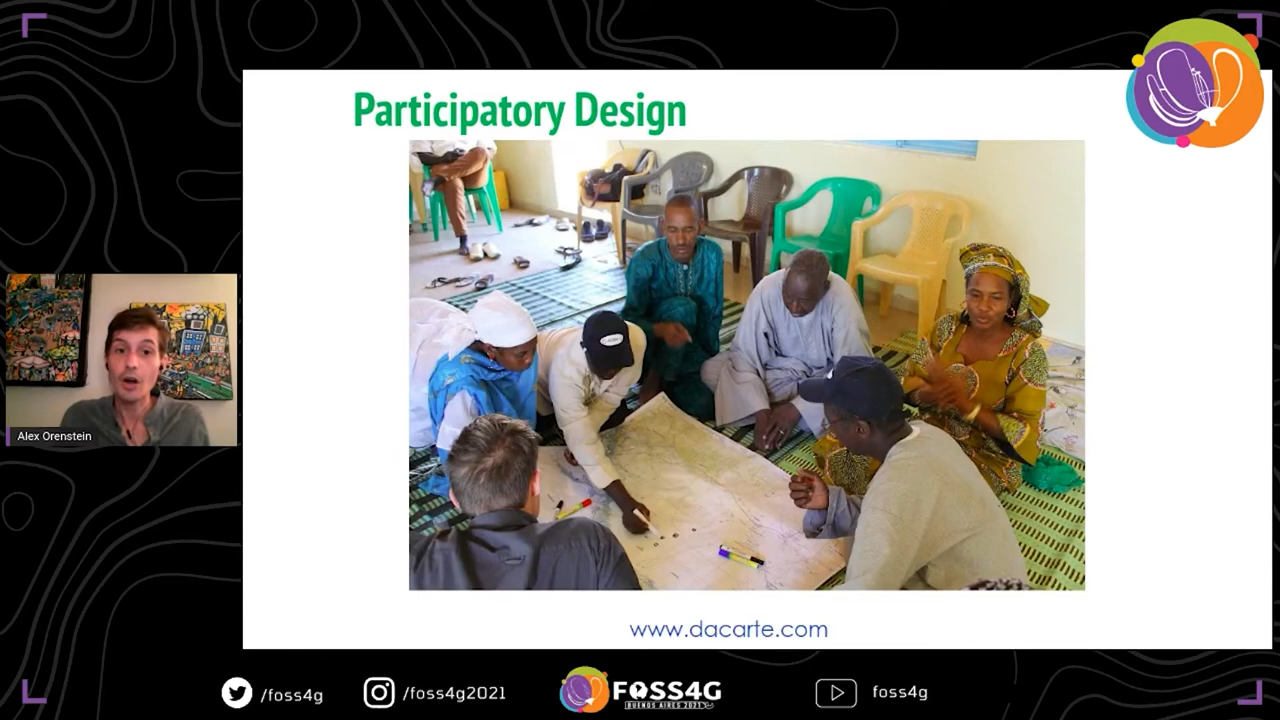 Participatory Design
Alex Orenstein
www.dacarte.com
/foss4g
/foss4g2021
FOSS4G
BUENOS AIRES 2021
foss4g